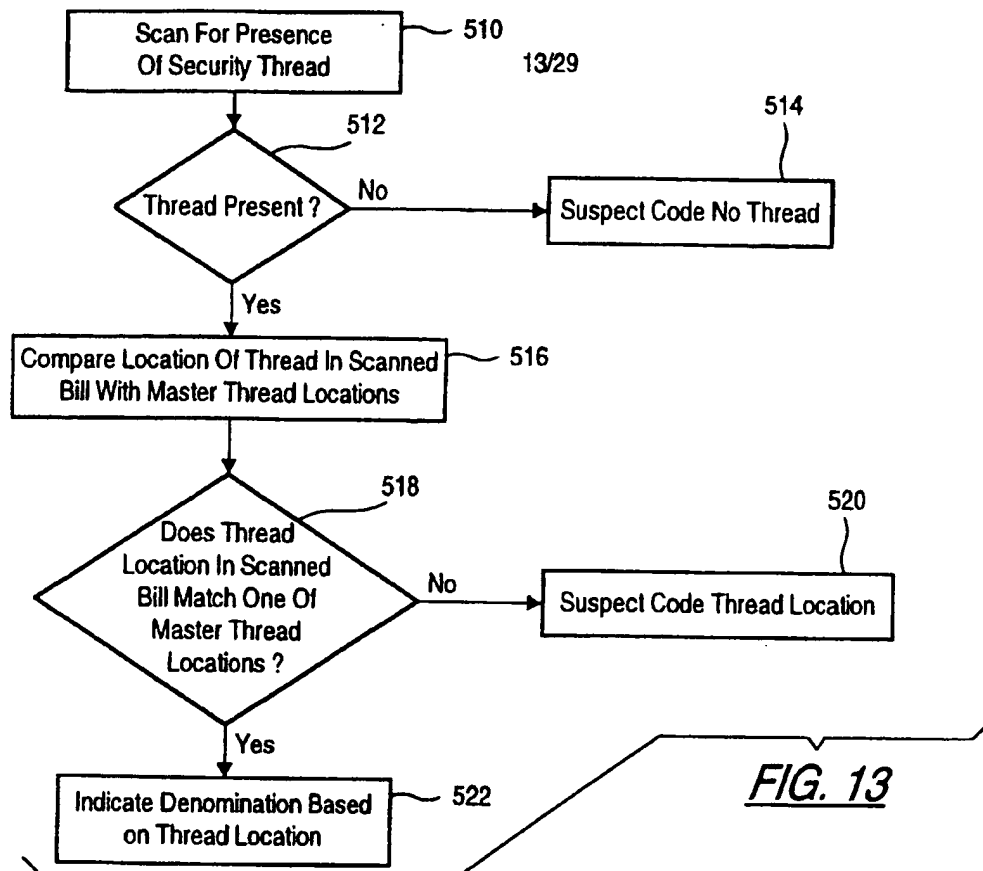 Scan For Presence
Of Security Thread
510
13/29
512
514
Thread Present ?
No
Suspect Code No Thread
Yes
Compare Location Of Thread In Scanned
Bill With Master Thread Locations
516
518
520
Does Thread
Location In Scanned
Bill Match One Of
Master Thread
Locations ?
No
Suspect Code Thread Location
Yes
Indicate Denomination Based
on Thread Location
522
FIG. 13